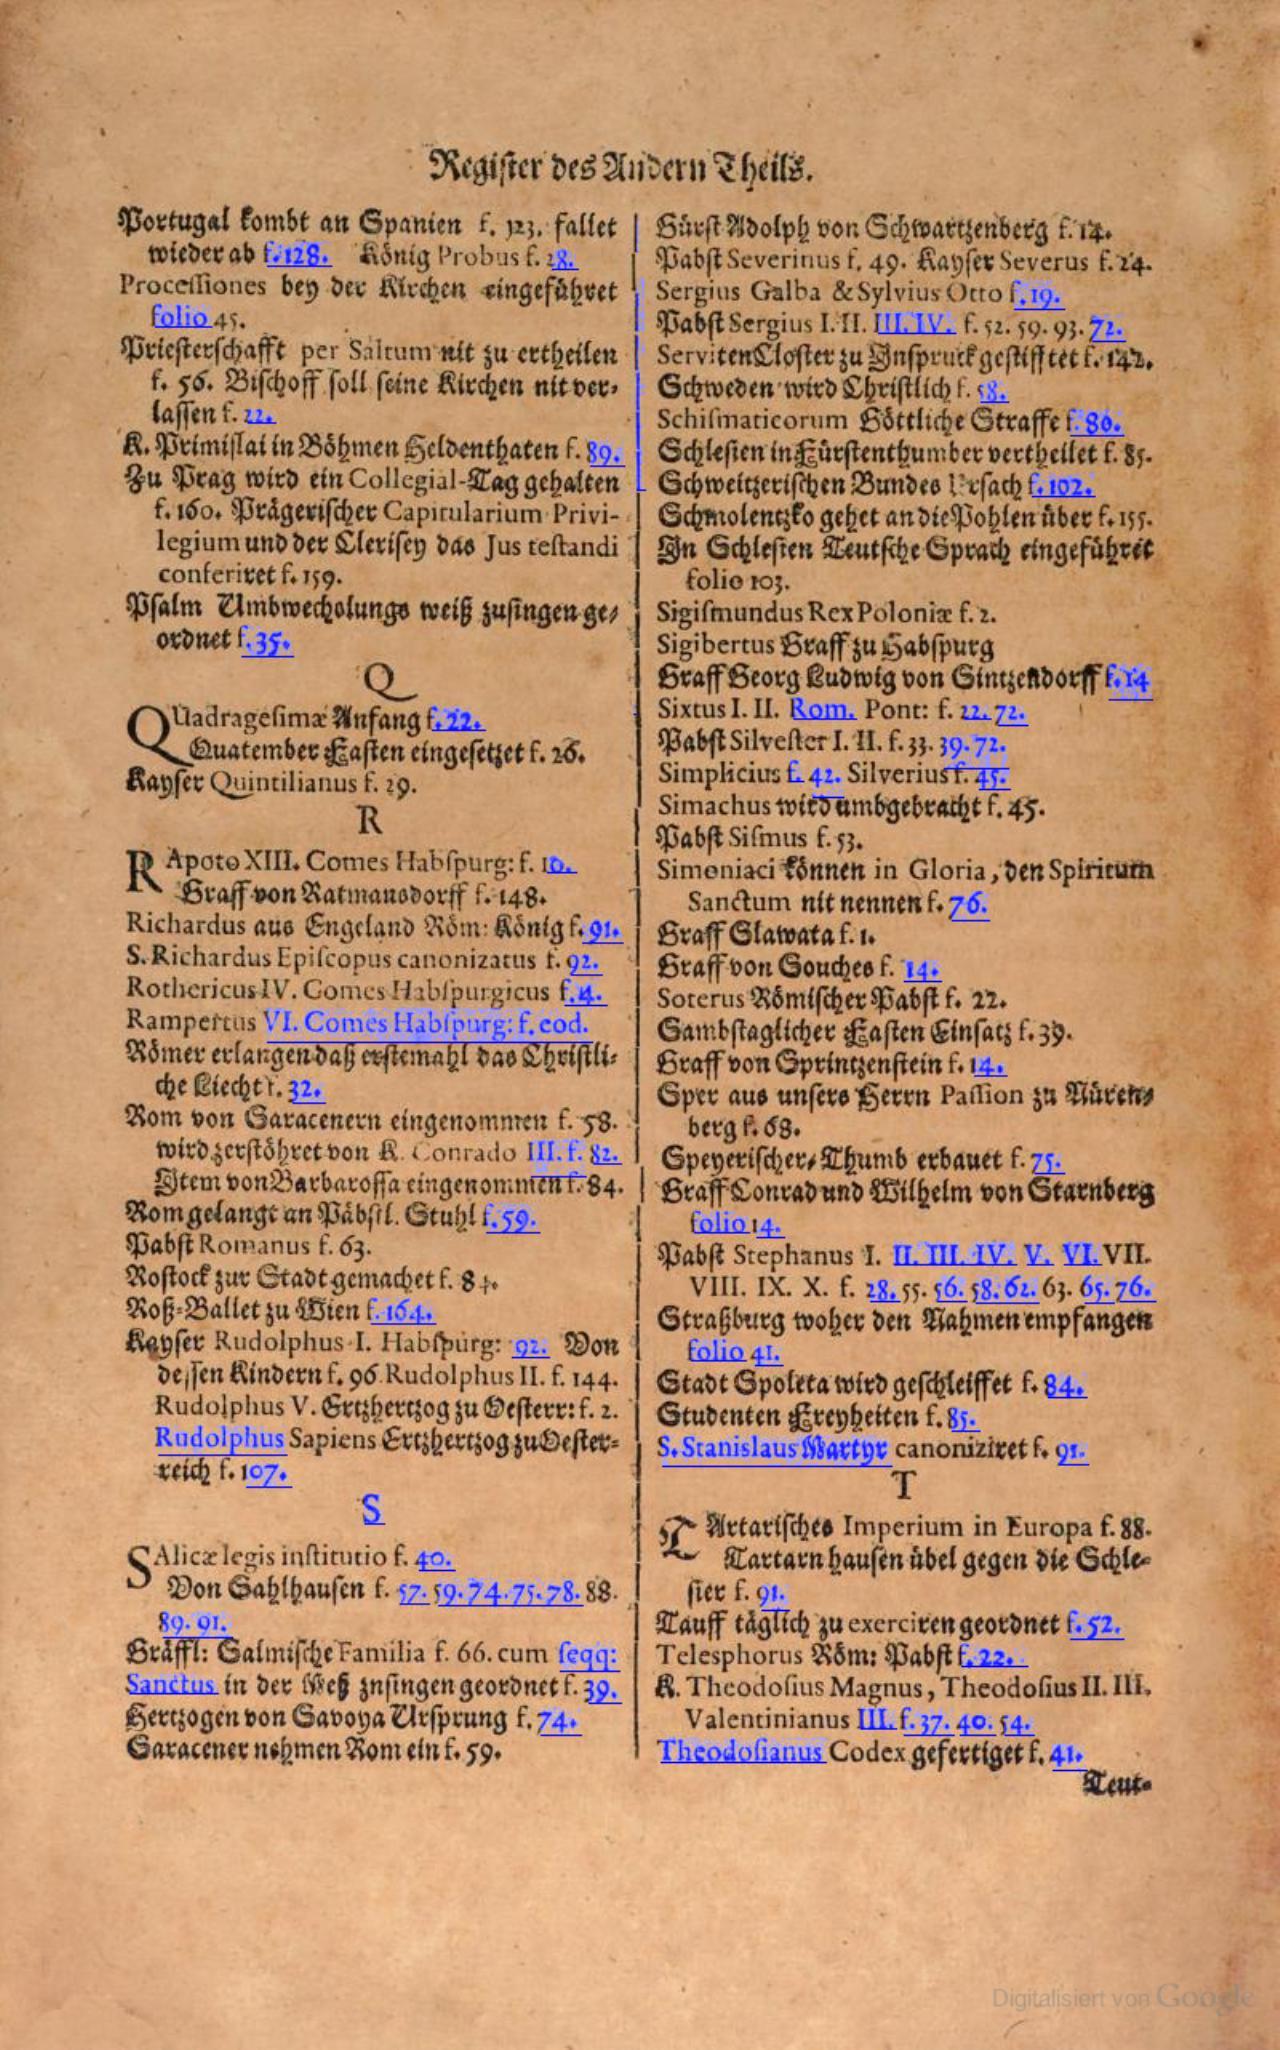 Register des Andern Theils.
Portugal kombt an Spanien f. 123. fallet
wieder ab f. 128. König Probus f. 28.
Processiones bey der Kirchen eingeführet
folio 45.
Priesterschafft per Saltum nit zu ertheilen
f. 56. Bischoff soll seine Kirchen nit ver-
lassen f. 22.
K. Primislai in Böhmen Heldenthaten f. 89.
Zu Prag wird ein Collegial-Tag gehalten
f. 160. Prägerischer Capitularium Privi-
legium und der Clerisey das Jus testandi
conferiret f. 159.
Psalm Umbwechslungs weiß zusingen ge-
ordnet f. 35.
Q
QUadragesimæ Anfang f. 22.
Quatember Fasten eingesetzet f. 26.
Kayser Quintilianus f. 29.
R
RApoto XIII. Comes Habspurg: f. 10.
Graff von Ratmansdorff f. 148.
Richardus aus Engeland Röm: König f. 91.
S. Richardus Episcopus canonizatus f. 92.
Rothericus IV. Comes Habspurgicus f. 4.
Rampertus VI. Comes Habspurg: f. eod.
Römer erlangen daß erstemahl das Christli-
che Liecht f. 32.
Rom von Saracenern eingenommen f. 58.
wird zerstöhret von K. Conrado III. f. 82.
Item von Barbarossa eingenommen f. 84.
Rom gelangt an Päbstl. Stuhl f. 59.
Pabst Romanus f. 63.
Rostock zur Stadt gemachet f. 84.
Roß-Ballet zu Wien f. 164.
Kayser Rudolphus I. Habspurg: 92. Von
dessen Kindern f. 96. Rudolphus II. f. 144.
Rudolphus V. Ertzhertzog zu Oesterr: f. 2.
Rudolphus Sapiens Ertzhertzog zu Oester-
reich f. 107.
S
SAlicæ legis institutio f. 40.
Von Sahlhausen f. 57. 59. 74. 75. 78. 88.
89. 91.
Gräffl: Salmische Familia f. 66. cum seqq:
Sanctus in der Meß znsingen geordnet f. 39.
Hertzogen von Savoya Ursprung f. 74.
Saracener nehmen Rom ein f. 59.
Fürst Adolph von Schwartzenberg f. 14.
Pabst Severinus f. 49. Kayser Severus f. 24.
Sergius Galba & Sylvius Otto f. 19.
Pabst Sergius I. II. III. IV. f. 52. 59. 93. 72.
Serviten Closter zu Inspruck gestifftet f. 142.
Schweden wird Christlich f. 58.
Schismaticorum Göttliche Straffe f. 86.
Schlesien in Fürstenthumber vertheilet f. 85.
Schweitzerischen Bundes Ursach f. 102.
Schmolentzko gehet an die Pohlen über f. 155.
In Schlesien Teutsche Sprach eingeführet
folio 103.
Sigismundus Rex Poloniæ f. 2.
Sigibertus Graff zu Habspurg
Graff Georg Ludwig von Sintzendorff f. 14
Sixtus I. II. Rom. Pont: f. 22. 72.
Pabst Silvester I. II. f. 33. 39. 72.
Simplicius f. 42. Silverius f. 45.
Simachus wird umbgebracht f. 45.
Pabst Sismus f. 53.
Simoniaci können in Gloria, den Spiritum
Sanctum nit nennen f. 76.
Graff Slawata f. 1.
Graff von Souches f. 14.
Soterus Römischer Pabst f. 22.
Sambstaglicher Fasten Einsatz f. 39.
Graff von Sprintzenstein f. 14.
Sper aus unsers Herrn Passion zu Nüren-
berg f. 68.
Speyerischer-Thumb erbauet f. 75.
Graff Conrad und Wilhelm von Starnberg
folio 14.
Pabst Stephanus I. II. III. IV. V. VI. VII.
VIII. IX. X. f. 28. 55. 56. 58. 62. 63. 65. 76.
Straßburg woher den Nahmen empfangen
folio 41.
Stadt Spoleta wird geschleiffet f. 84.
Studenten Freyheiten f. 85.
S. Stanislaus Martyr canoniziret f. 91.
T
TArtarisches Imperium in Europa f. 88.
Tartarn hausen übel gegen die Schle-
sier f. 91.
Tauff täglich zu exerciren geordnet f. 52.
Telesphorus Röm: Pabst f. 22.
K. Theodosius Magnus, Theodosius II. III.
Valentinianus III. f. 37. 40. 54.
Theodosianus Codex gefertiget f. 41.
Teut-
Digitalisiert von Google